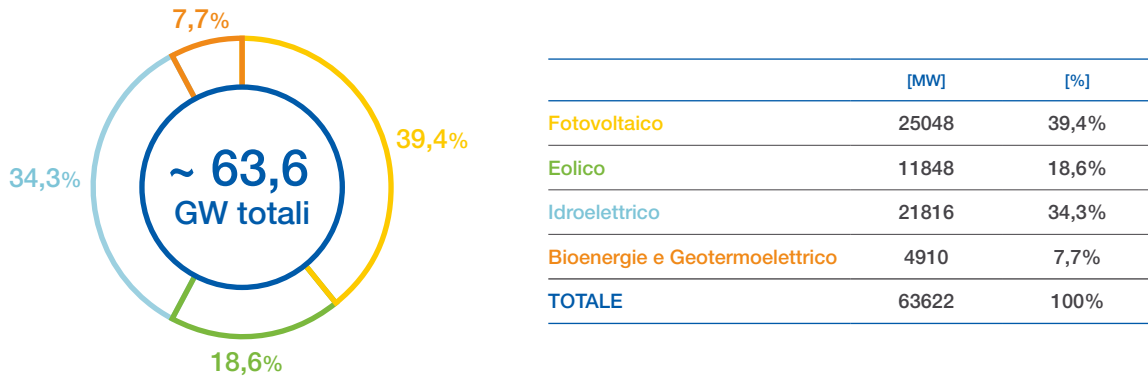 7,7%
39,4%
34,3%
~ 63,6
GW totali
18,6%
[MW] [%]
Fotovoltaico 25048 39,4%
Eolico 11848 18,6%
Idroelettrico 21816 34,3%
Bioenergie e Geotermoelettrico 4910 7,7%
TOTALE 63622 100%